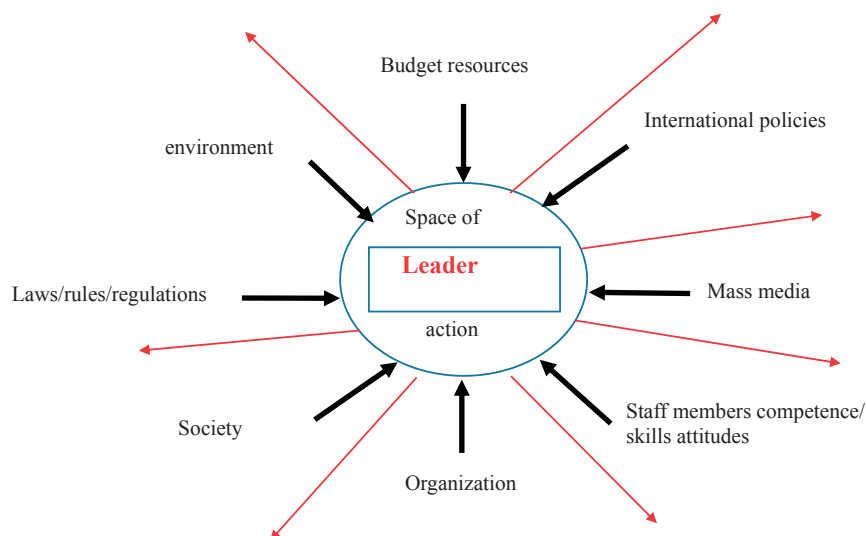 Budget resources
International policies
environment
Space of
Leader
Laws/rules/regulations
Mass media
action
Staff members competence/
skills attitudes
Society
Organization